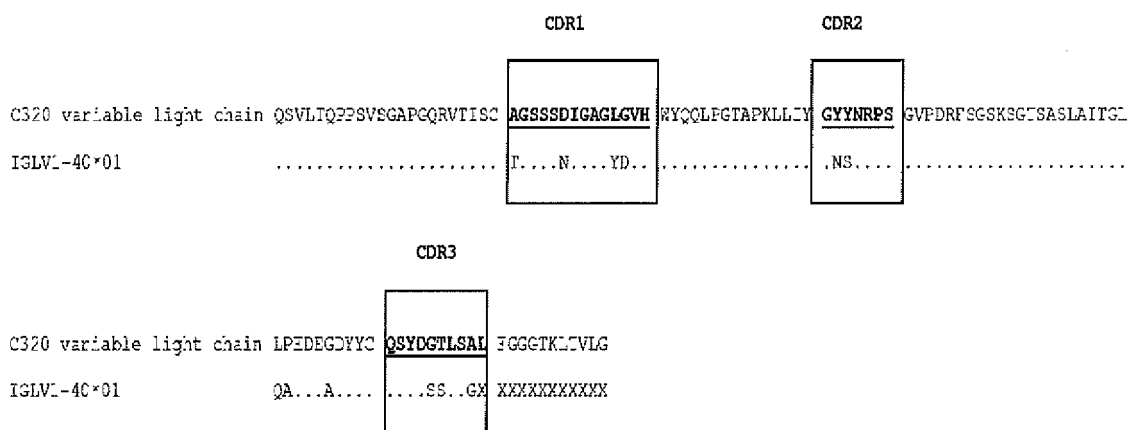 CDR1 CDR2
C320 variable light chain QSVLTQPPSVSGAPGQRVTISC AGSSSDIGAGLGVH WYQQLPGTAPKLLIY GYYNRPS GVPDRFSGSKSGTSASLAITGL
IGLV1-40*01 ...................... T....N....YD.. ............... .NS.... ........................
CDR3
C320 variable light chain LPEDEGDYYC QSYDGTLSAL FGGGTKLTVLG
IGLV1-40*01 QA...A.... ....SS..GX XXXXXXXXXXX